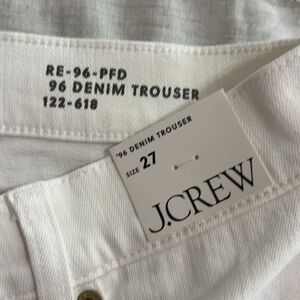 RE-96-PFD
96 DENIM TROUSER
122-618
'96 DENIM TROUSER
SIZE 27
J.CREW